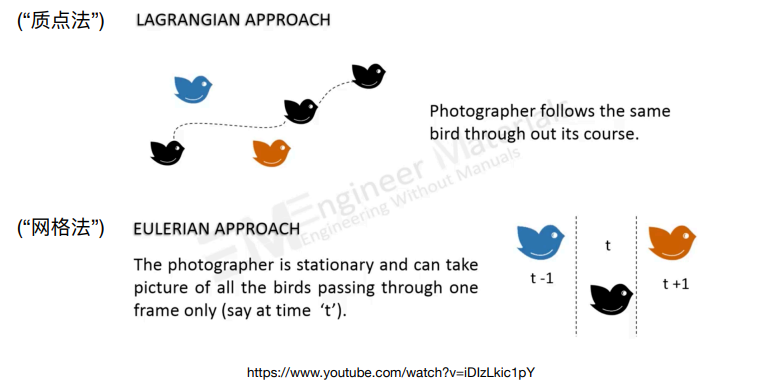 (“质点法”) LAGRANGIAN APPROACH
Photographer follows the same
bird through out its course.
Engineer Materials
Engineering Without Manuals
(“网格法”) EULERIAN APPROACH
The photographer is stationary and can take
picture of all the birds passing through one
frame only (say at time ‘t’).
t -1
t
t +1
https://www.youtube.com/watch?v=iDIzLkic1pY